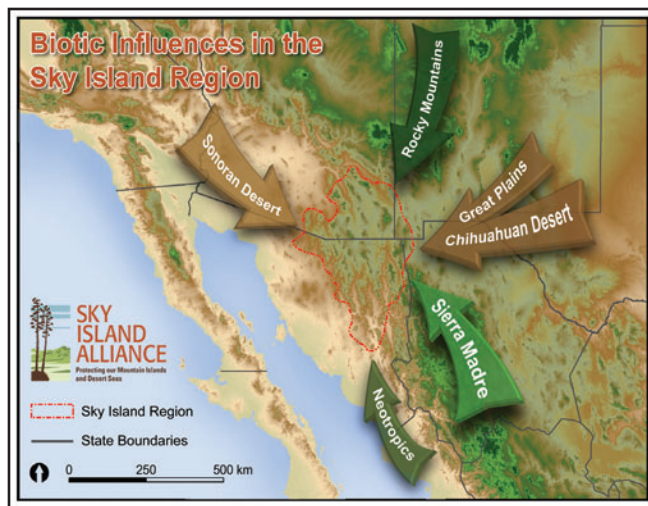 Biotic Influences in the
Sky Island Region
Rocky Mountains
Sonoran Desert
Great Plains
Chihuahuan Desert
Sierra Madre
Neotropics
SKY
ISLAND
ALLIANCE
Protecting our Mountain Islands
and Desert Seas
Sky Island Region
State Boundaries
0 250 500 km